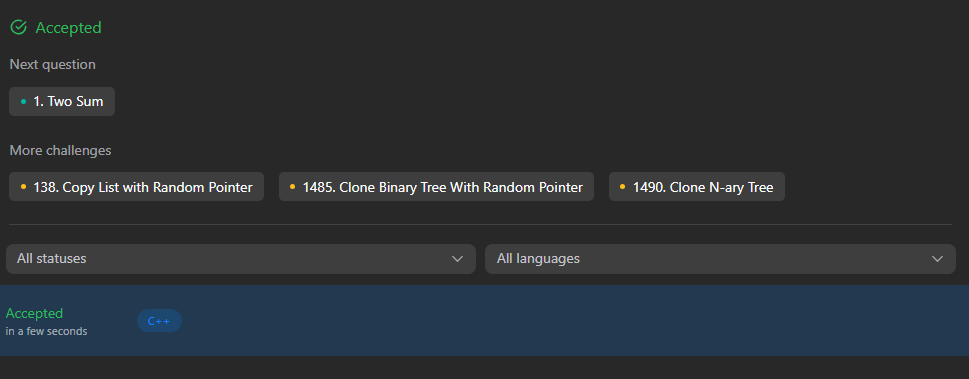 Accepted
Next question
1. Two Sum
More challenges
138. Copy List with Random Pointer 1485. Clone Binary Tree With Random Pointer 1490. Clone N-ary Tree
All statuses All languages
Accepted
in a few seconds C++